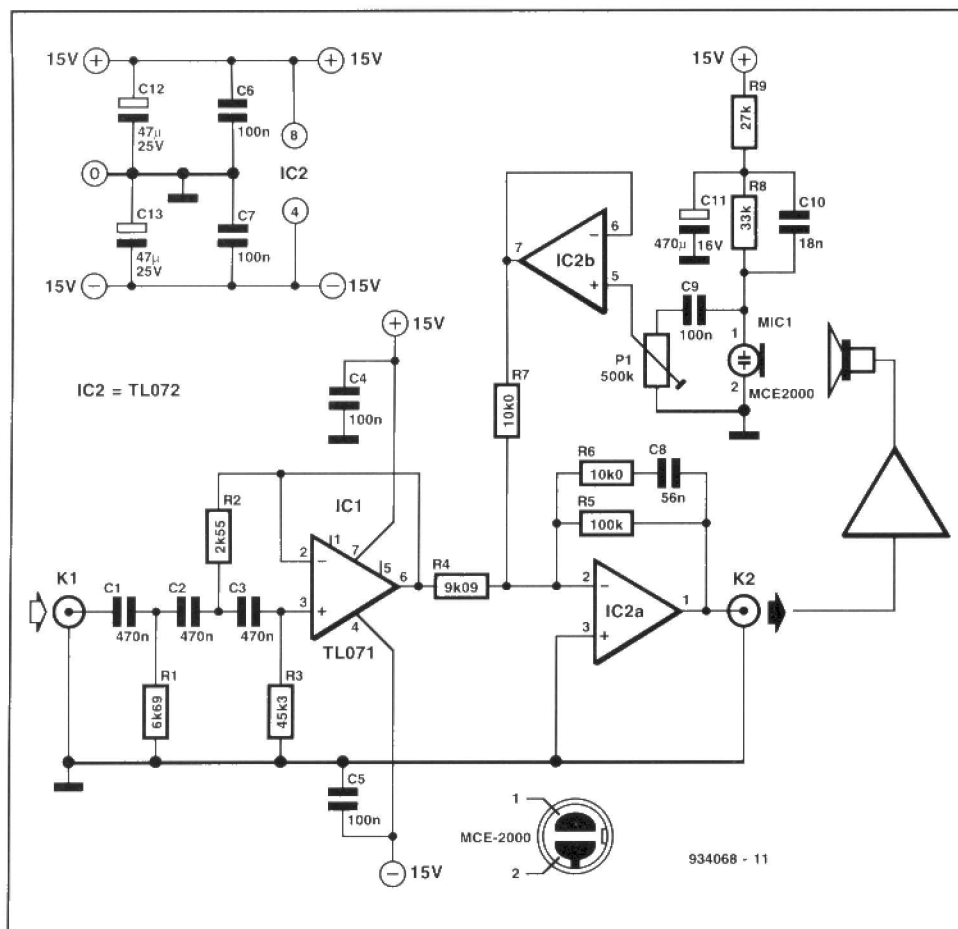 15V + + 15V
C12
47µ
25V
C6
100n
8
0
IC2
4
C13
47µ
25V
C7
100n
15V − − 15V
IC2 = TL072
15V +
R9
27k
C11
470µ 16V
R8
33k
C10
18n
6
−
7
IC2b
5
+
C9
100n
P1
500k
1
MIC1
2
MCE2000
R7
10k0
+ 15V
C4
100n
R2
2k55
IC1
1
7
5
2
−
6
3
+
4
TL071
K1
C1
470n
C2
470n
C3
470n
R1
6k69
R3
45k3
R4
9k09
R6
10k0
C8
56n
R5
100k
2
−
IC2a
1
3
+
K2
C5
100n
− 15V
1
MCE-2000
2
934068 - 11